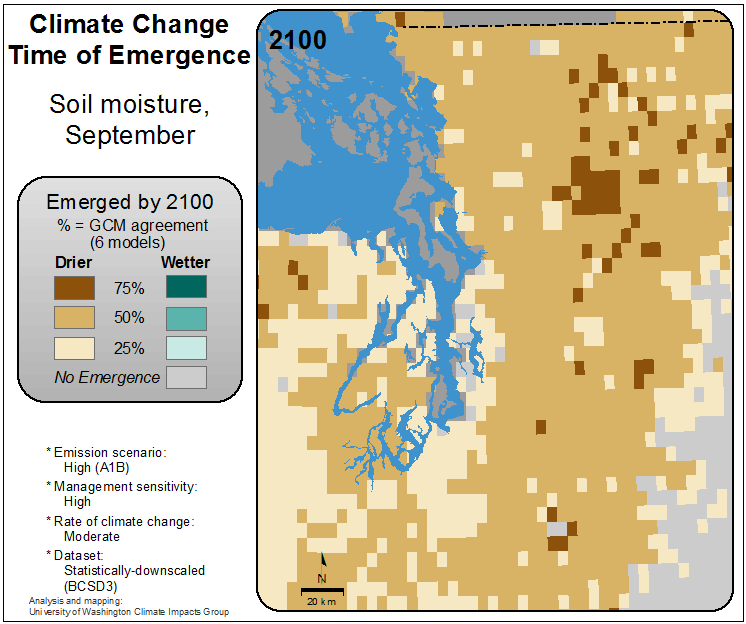 Climate Change
Time of Emergence
Soil moisture,
September
Emerged by 2100
% = GCM agreement
(6 models)
Drier Wetter
75%
50%
25%
No Emergence
* Emission scenario:
High (A1B)
* Management sensitivity:
High
* Rate of climate change:
Moderate
* Dataset:
Statistically-downscaled
(BCSD3)
Analysis and mapping:
University of Washington Climate Impacts Group
2100
N
20 km